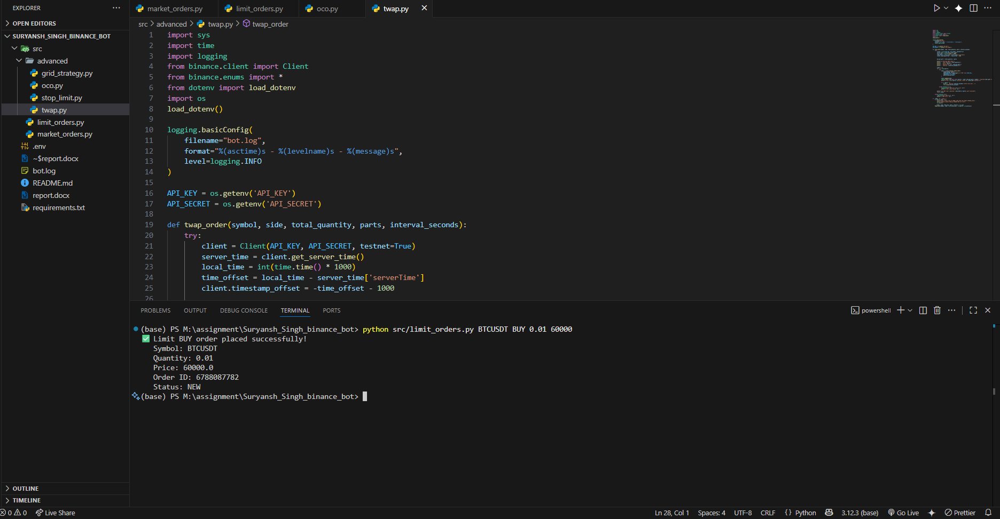 EXPLORER
OPEN EDITORS
SURYANSH_SINGH_BINANCE_BOT
src
advanced
grid_strategy.py
oco.py
stop_limit.py
twap.py
limit_orders.py
market_orders.py
.env
~$report.docx
bot.log
README.md
report.docx
requirements.txt
OUTLINE
TIMELINE
market_orders.py limit_orders.py oco.py twap.py
src > advanced > twap.py > twap_order
1 import sys
2 import time
3 import logging
4 from binance.client import Client
5 from binance.enums import *
6 from dotenv import load_dotenv
7 import os
8 load_dotenv()
9
10 logging.basicConfig(
11     filename="bot.log",
12     format="%(asctime)s - %(levelname)s - %(message)s",
13     level=logging.INFO
14 )
15
16 API_KEY = os.getenv('API_KEY')
17 API_SECRET = os.getenv('API_SECRET')
18
19 def twap_order(symbol, side, total_quantity, parts, interval_seconds):
20     try:
21         client = Client(API_KEY, API_SECRET, testnet=True)
22         server_time = client.get_server_time()
23         local_time = int(time.time() * 1000)
24         time_offset = local_time - server_time['serverTime']
25         client.timestamp_offset = -time_offset - 1000
26
PROBLEMS OUTPUT DEBUG CONSOLE TERMINAL PORTS
powershell
(base) PS M:\assignment\Suryansh_Singh_binance_bot> python src/limit_orders.py BTCUSDT BUY 0.01 60000
✅ Limit BUY order placed successfully!
Symbol: BTCUSDT
Quantity: 0.01
Price: 60000.0
Order ID: 6788087782
Status: NEW
(base) PS M:\assignment\Suryansh_Singh_binance_bot>
0 0 Live Share
Ln 28, Col 1 Spaces: 4 UTF-8 CRLF {} Python 3.12.3 (base) Go Live Prettier